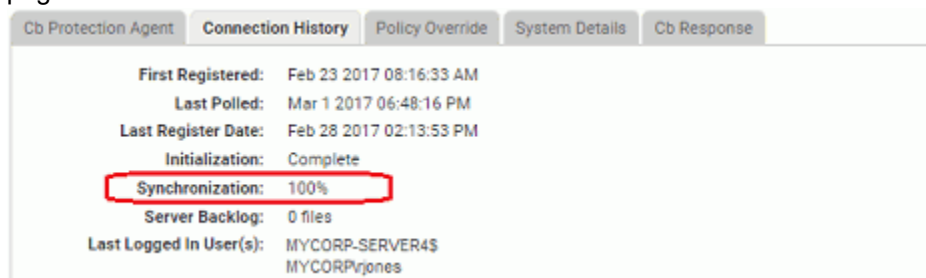 Cb Protection Agent Connection History Policy Override System Details Cb Response
First Registered: Feb 23 2017 08:16:33 AM
Last Polled: Mar 1 2017 06:48:16 PM
Last Register Date: Feb 28 2017 02:13:53 PM
Initialization: Complete
Synchronization: 100%
Server Backlog: 0 files
Last Logged In User(s): MYCORP-SERVER4$
MYCORP\rjones